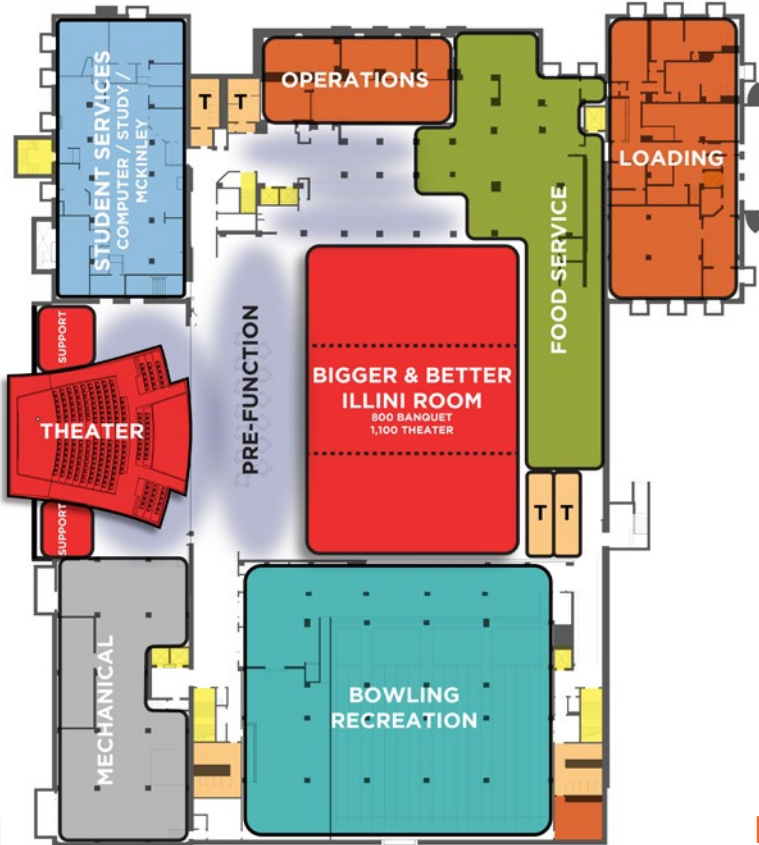 STUDENT SERVICES
COMPUTER / STUDY /
MCKINLEY
T
T
OPERATIONS
LOADING
FOOD SERVICE
SUPPORT
THEATER
SUPPORT
PRE-FUNCTION
BIGGER & BETTER
ILLINI ROOM
800 BANQUET
1,100 THEATER
T
T
MECHANICAL
BOWLING
RECREATION